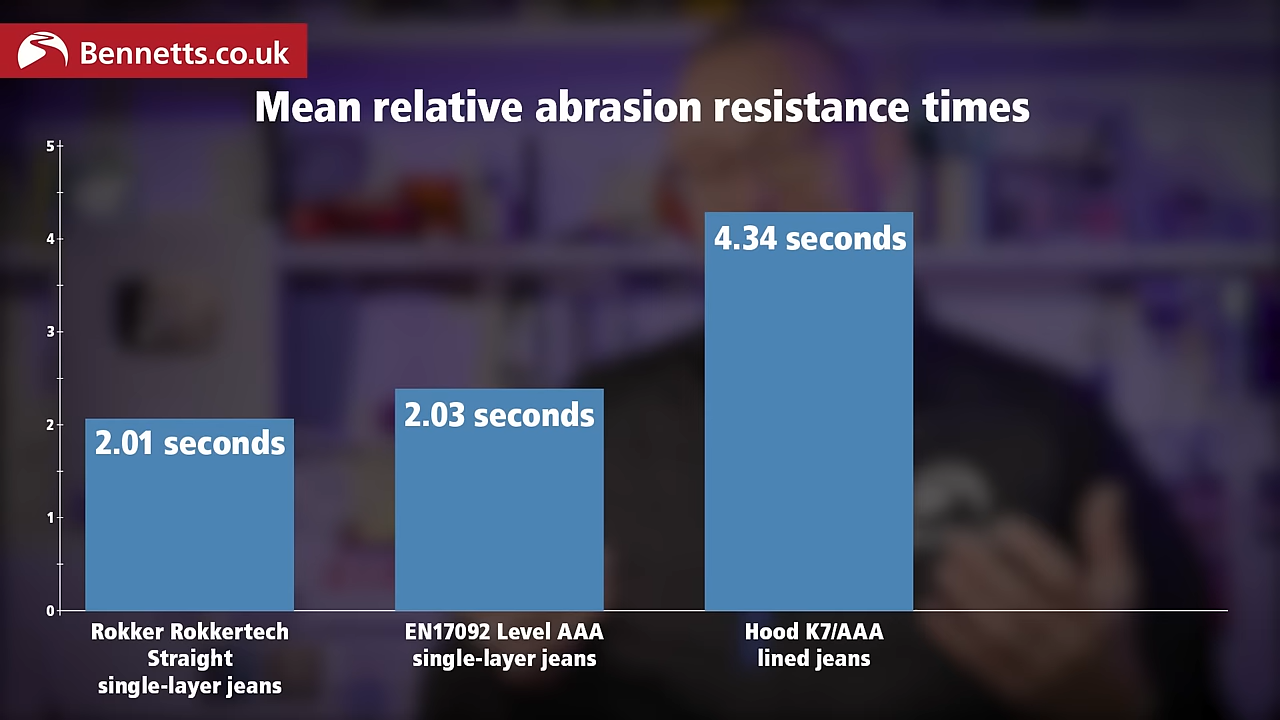 Bennetts.co.uk
Mean relative abrasion resistance times
5
4
3
2
1
0
2.01 seconds
2.03 seconds
4.34 seconds
Rokker Rokkertech
Straight
single-layer jeans
EN17092 Level AAA
single-layer jeans
Hood K7/AAA
lined jeans